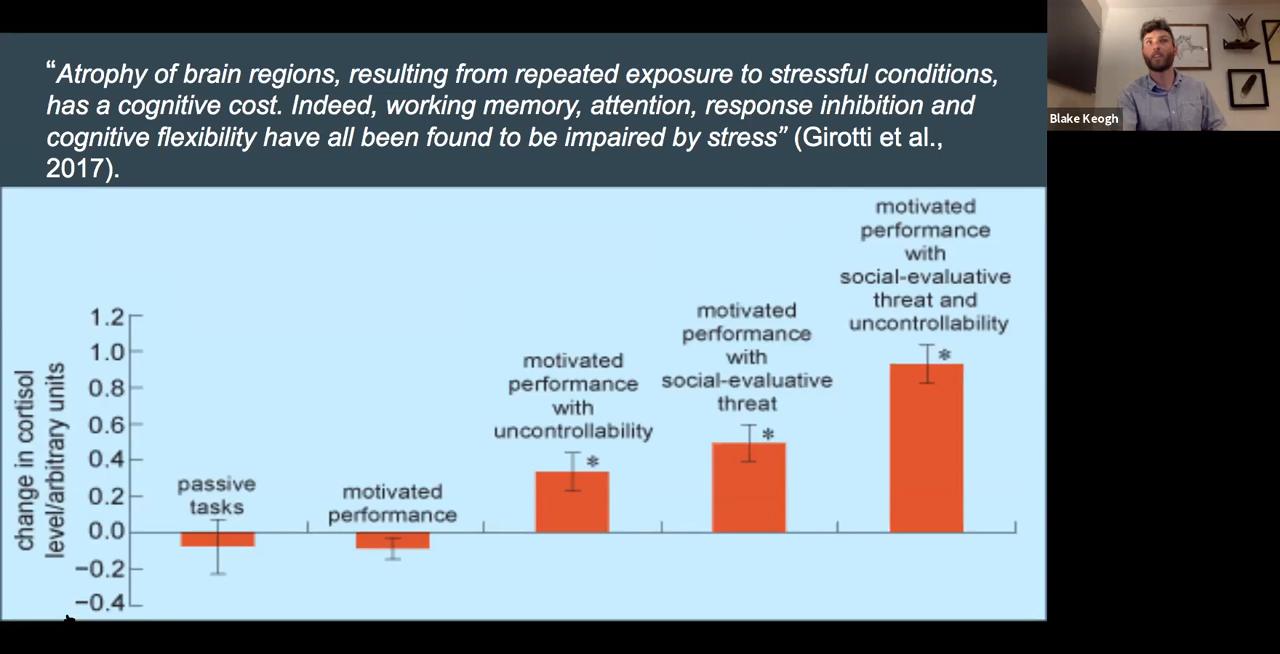 “Atrophy of brain regions, resulting from repeated exposure to stressful conditions,
has a cognitive cost. Indeed, working memory, attention, response inhibition and
cognitive flexibility have all been found to be impaired by stress” (Girotti et al.,
2017).
Blake Keogh
change in cortisol
level/arbitrary units
1.2
1.0
0.8
0.6
0.4
0.2
0.0
−0.2
−0.4
passive
tasks
motivated
performance
motivated
performance
with
uncontrollability
*
motivated
performance
with
social-evaluative
threat
*
motivated
performance
with
social-evaluative
threat and
uncontrollability
*